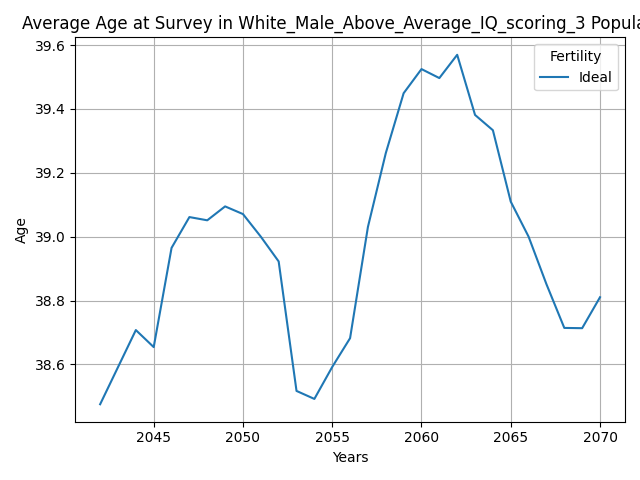 Average Age at Survey in White_Male_Above_Average_IQ_scoring_3 Popula
39.6
39.4
39.2
39.0
38.8
38.6
Age
Fertility
Ideal
2045 2050 2055 2060 2065 2070
Years